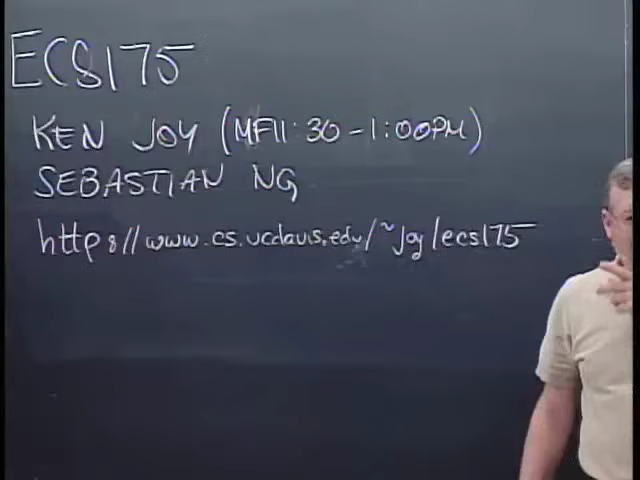 ECS175
KEN JOY (MF11:30-1:00PM)
SEBASTIAN NG
http://www.cs.ucdavis.edu/~joy/ecs175